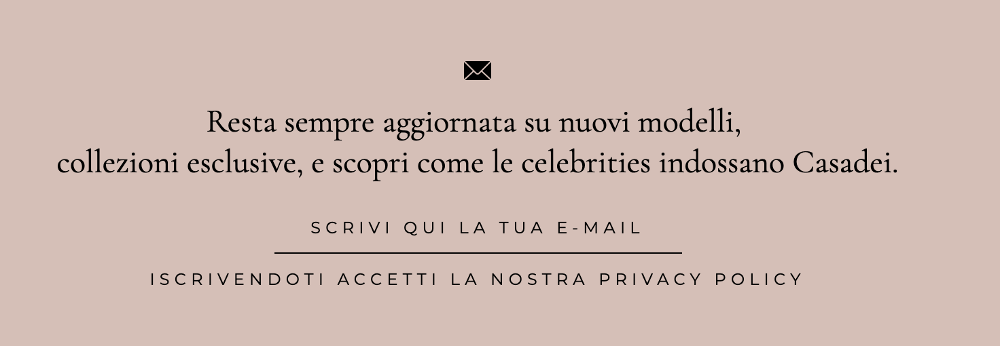 Resta sempre aggiornata su nuovi modelli,
collezioni esclusive, e scopri come le celebrities indossano Casadei.
SCRIVI QUI LA TUA E-MAIL
ISCRIVENDOTI ACCETTI LA NOSTRA PRIVACY POLICY